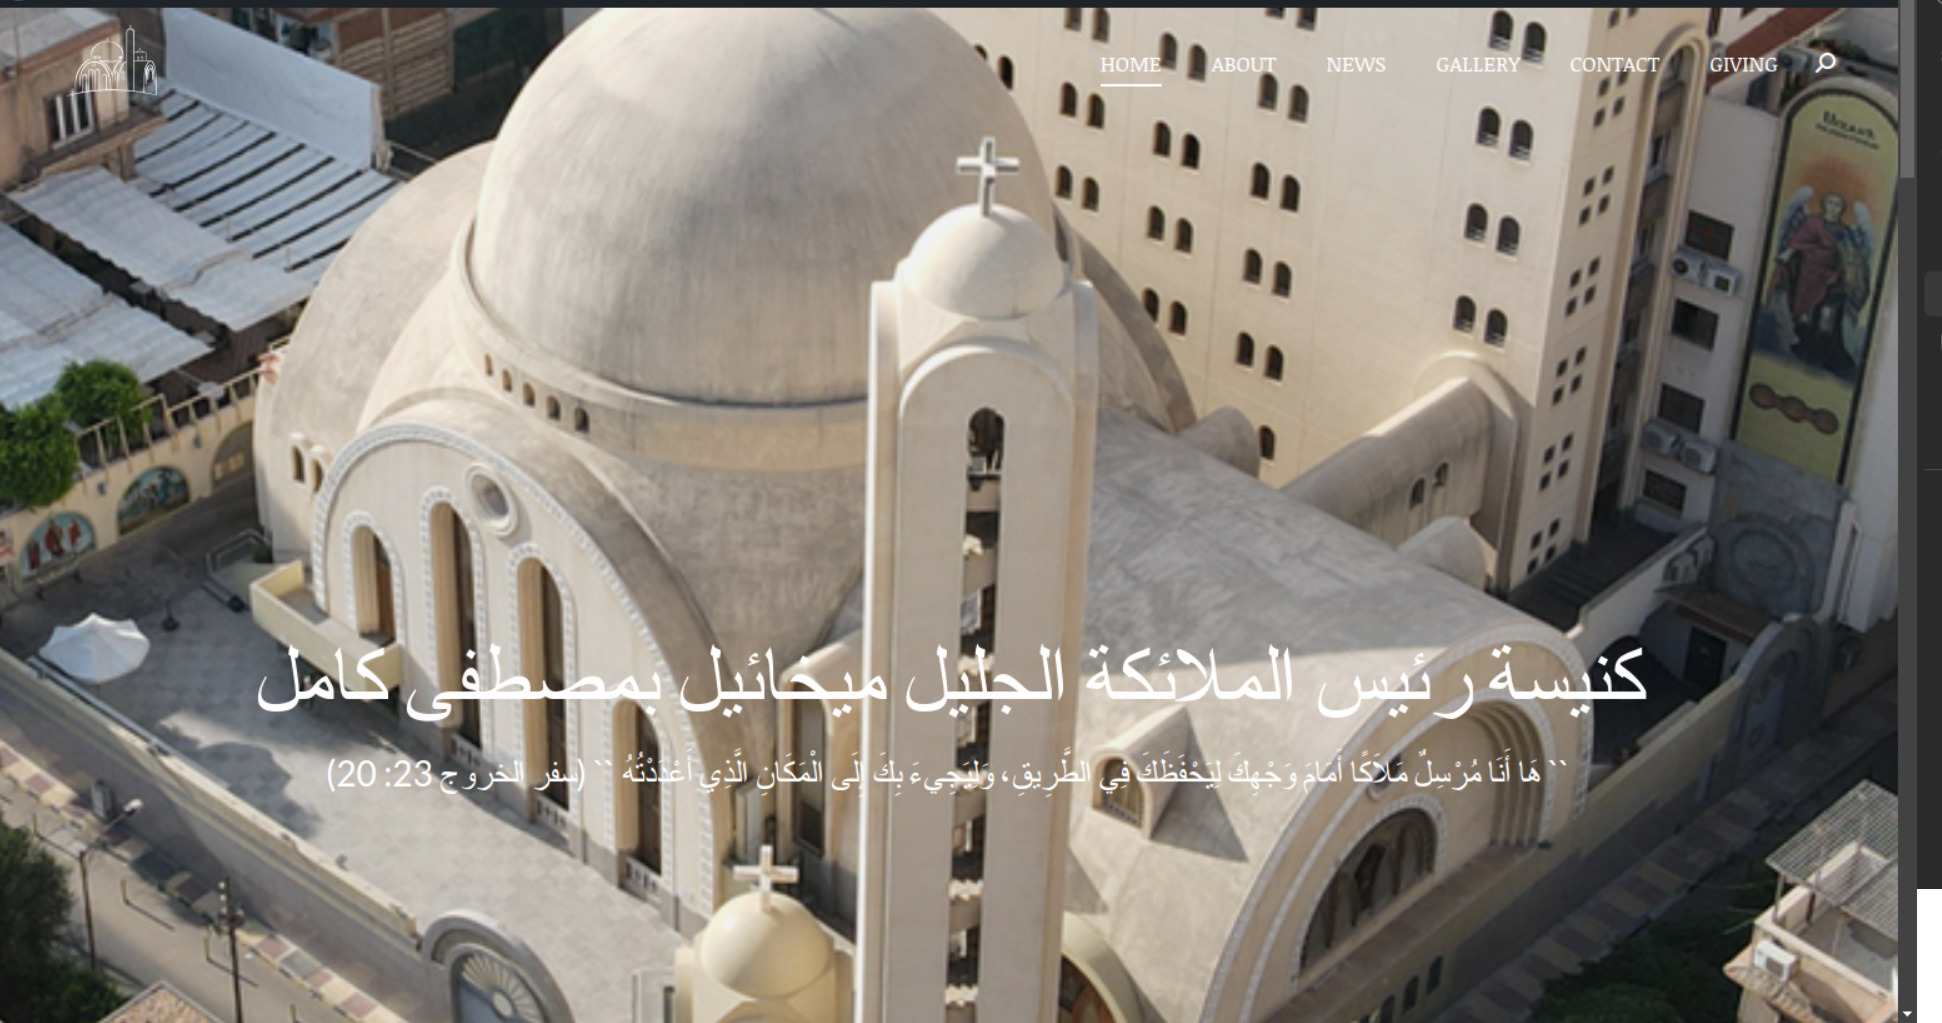 HOME ABOUT NEWS GALLERY CONTACT GIVING
كنيسة رئيس الملائكة الجليل ميخائيل بمصطفى كامل
`` هَا أَنَا مُرْسِلٌ مَلاَكًا أَمَامَ وَجْهِكَ لِيَحْفَظَكَ فِي الطَّرِيقِ، وَلِيَجِيءَ بِكَ إِلَى الْمَكَانِ الَّذِي أَعْدَدْتُهُ `` (سفر الخروج 23: 20)